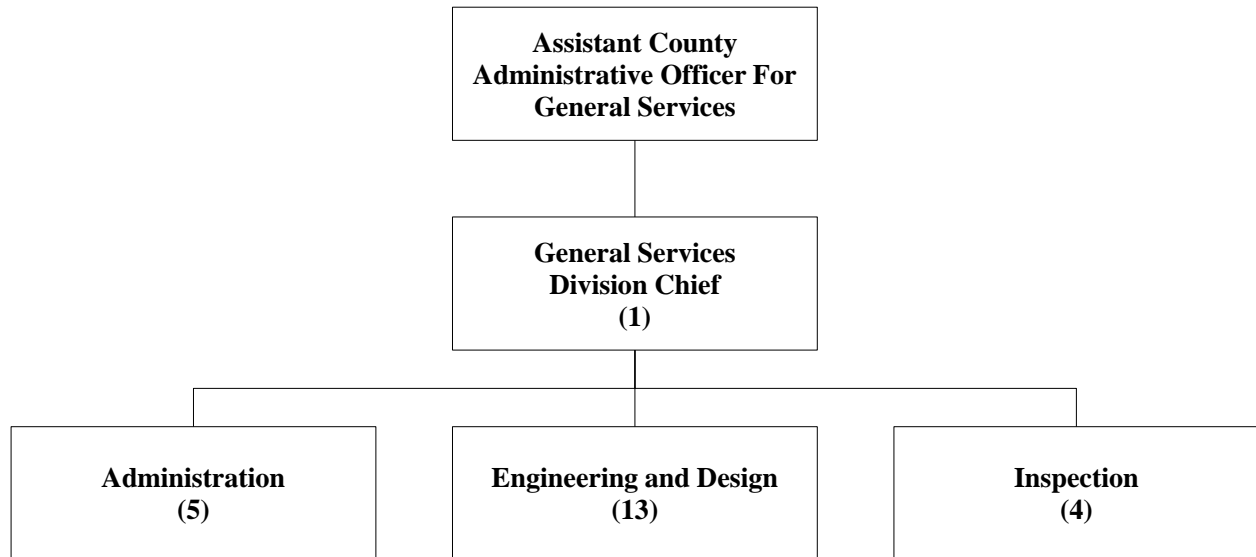 Assistant County
Administrative Officer For
General Services
General Services
Division Chief
(1)
Administration
(5)
Engineering and Design
(13)
Inspection
(4)